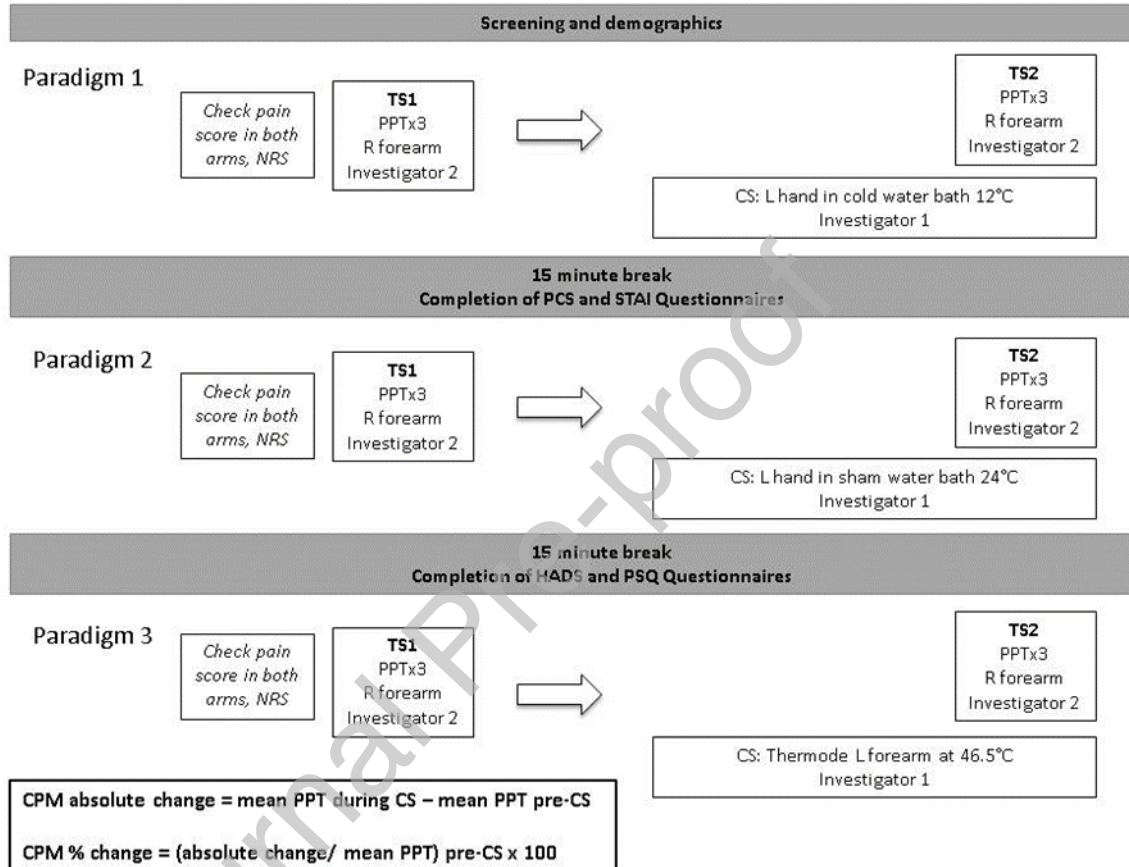 Screening and demographics
Paradigm 1
Check pain
score in both
arms, NRS
TS1
PPTx3
R forearm
Investigator 2
TS2
PPTx3
R forearm
Investigator 2
CS: L hand in cold water bath 12°C
Investigator 1
15 minute break
Completion of PCS and STAI Questionnaires
Paradigm 2
Check pain
score in both
arms, NRS
TS1
PPTx3
R forearm
Investigator 2
TS2
PPTx3
R forearm
Investigator 2
CS: L hand in sham water bath 24°C
Investigator 1
15 minute break
Completion of HADS and PSQ Questionnaires
Paradigm 3
Check pain
score in both
arms, NRS
TS1
PPTx3
R forearm
Investigator 2
TS2
PPTx3
R forearm
Investigator 2
CS: Thermode L forearm at 46.5°C
Investigator 1
CPM absolute change = mean PPT during CS – mean PPT pre-CS
CPM % change = (absolute change/ mean PPT) pre-CS x 100
rnal Pre-proof